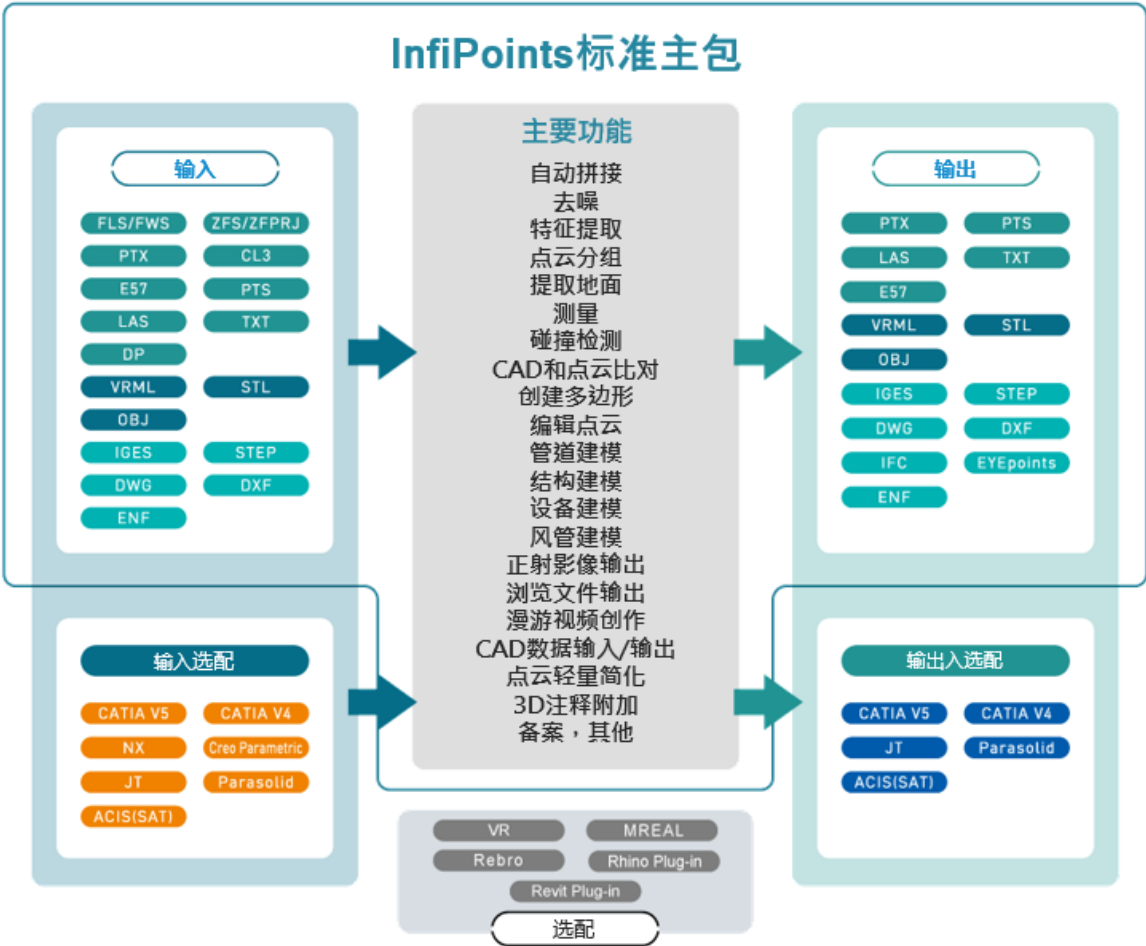 InfiPoints标准主包
输入
FLS/FWS ZFS/ZFPRJ
PTX CL3
E57 PTS
LAS TXT
DP
VRML STL
OBJ
IGES STEP
DWG DXF
ENF
主要功能
自动拼接
去噪
特征提取
点云分组
提取地面
测量
碰撞检测
CAD和点云比对
创建多边形
编辑点云
管道建模
结构建模
设备建模
风管建模
正射影像输出
浏览文件输出
漫游视频创作
CAD数据输入/输出
点云轻量简化
3D注释附加
备案，其他
输出
PTX PTS
LAS TXT
E57
VRML STL
OBJ
IGES STEP
DWG DXF
IFC EYEpoints
ENF
输入选配
CATIA V5 CATIA V4
NX Creo Parametric
JT Parasolid
ACIS(SAT)
输出入选配
CATIA V5 CATIA V4
JT Parasolid
ACIS(SAT)
VR MREAL
Rebro Rhino Plug-in
Revit Plug-in
选配